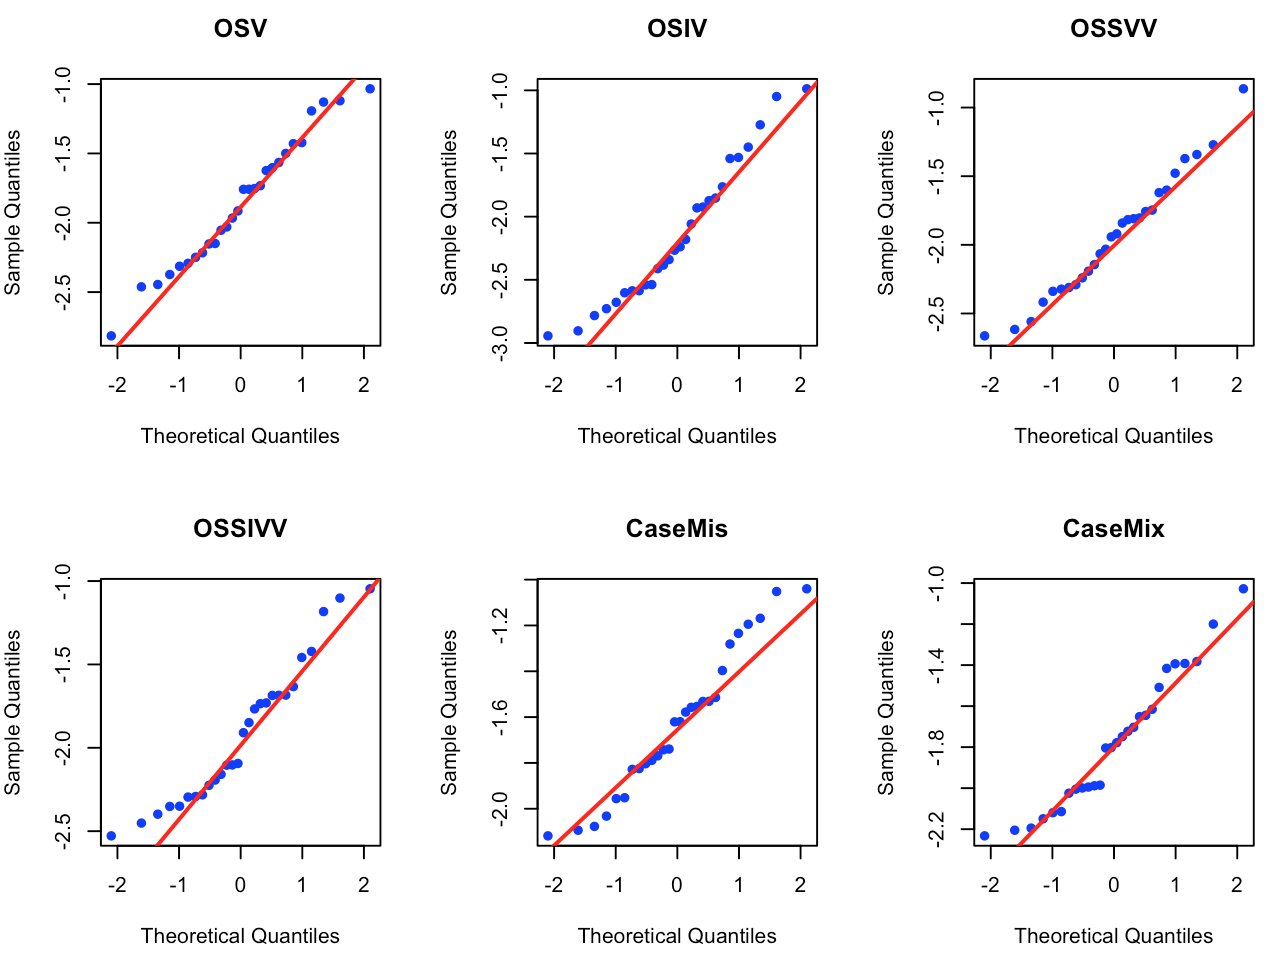 OSV
OSIV
OSSVV
Sample Quantiles
-1.0
-1.5
-2.0
-2.5
-2 -1 0 1 2
Theoretical Quantiles
Sample Quantiles
-1.0
-1.5
-2.0
-2.5
-3.0
-2 -1 0 1 2
Theoretical Quantiles
Sample Quantiles
-1.0
-1.5
-2.0
-2.5
-2 -1 0 1 2
Theoretical Quantiles
OSSIVV
CaseMis
CaseMix
Sample Quantiles
-1.0
-1.5
-2.0
-2.5
-2 -1 0 1 2
Theoretical Quantiles
Sample Quantiles
-1.2
-1.6
-2.0
-2 -1 0 1 2
Theoretical Quantiles
Sample Quantiles
-1.0
-1.4
-1.8
-2.2
-2 -1 0 1 2
Theoretical Quantiles